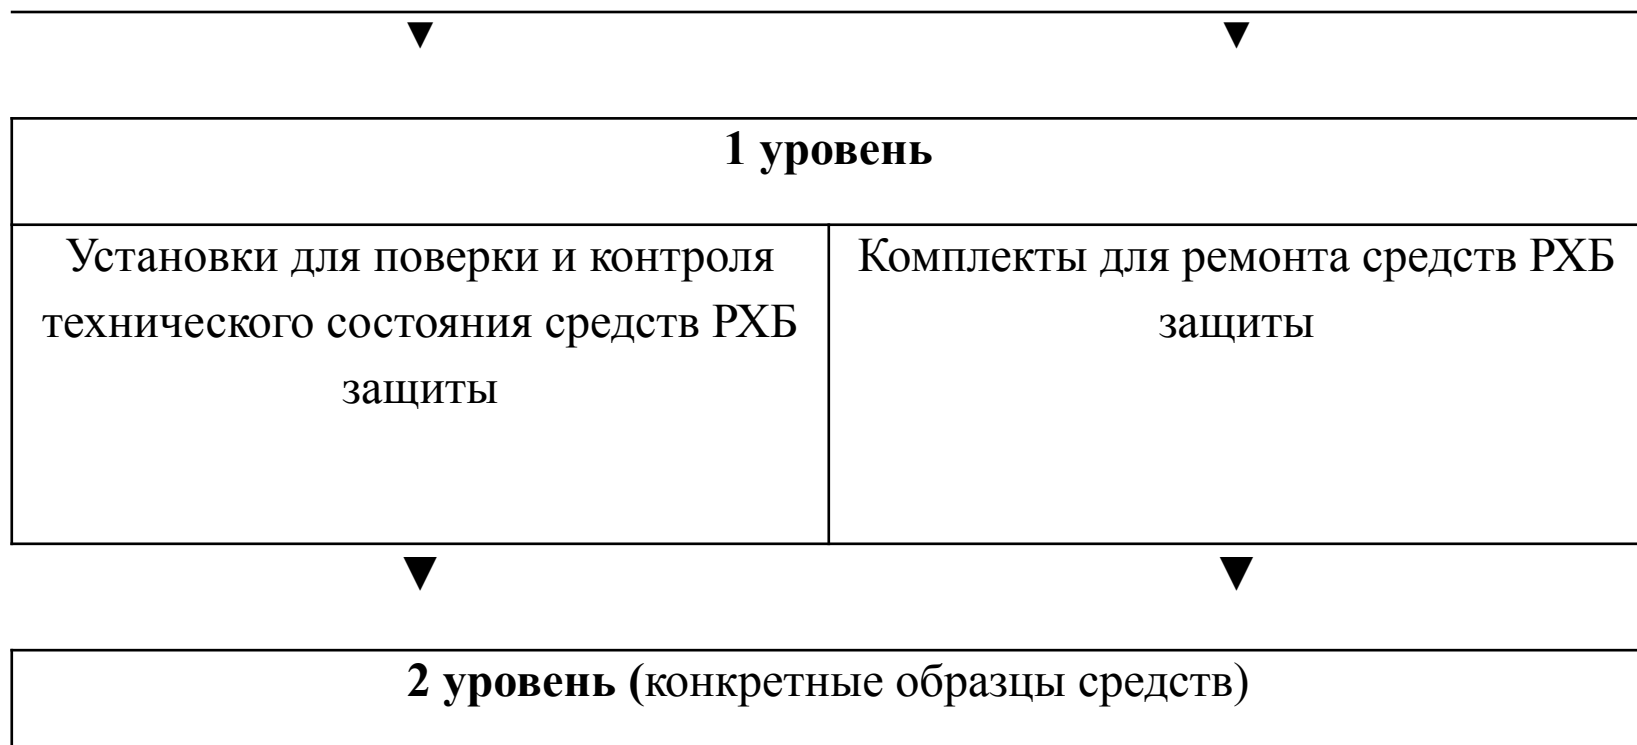 1 уровень
Установки для поверки и контроля
технического состояния средств РХБ
защиты
Комплекты для ремонта средств РХБ
защиты
2 уровень (конкретные образцы средств)